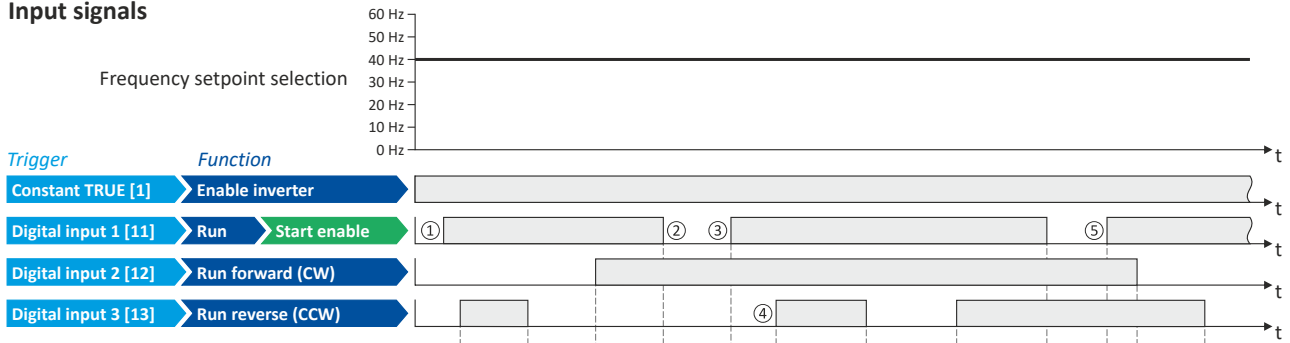 Input signals
60 Hz
50 Hz
40 Hz
Frequency setpoint selection
30 Hz
20 Hz
10 Hz
0 Hz
t
Trigger Function
Constant TRUE [1] Enable inverter
t
Digital input 1 [11] Run Start enable ① ② ③ ⑤
t
Digital input 2 [12] Run forward (CW)
t
Digital input 3 [13] Run reverse (CCW) ④
t